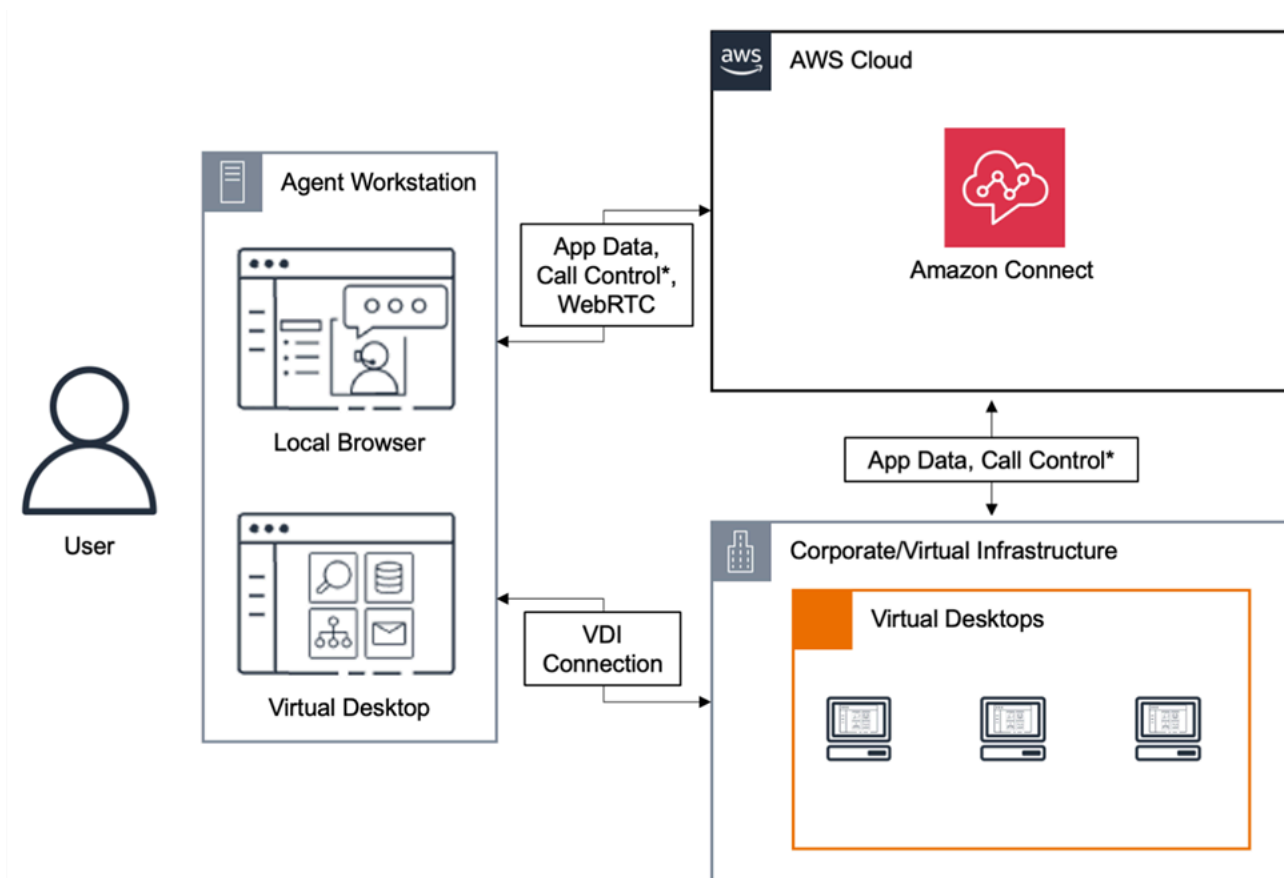 aws
AWS Cloud
Amazon Connect
Agent Workstation
App Data,
Call Control*,
WebRTC
Local Browser
User
App Data, Call Control*
Virtual Desktop
VDI
Connection
Corporate/Virtual Infrastructure
Virtual Desktops